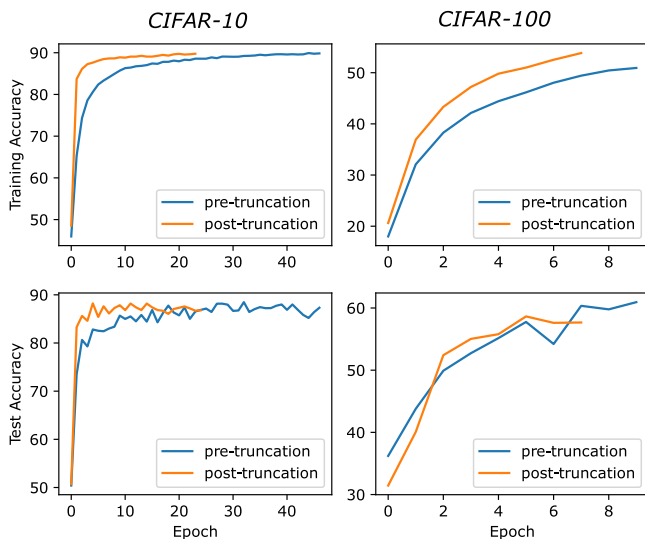 CIFAR-10
CIFAR-100
Training Accuracy
90
80
70
60
50
0
10
20
30
40
pre-truncation
post-truncation
50
40
30
20
0
2
4
6
8
pre-truncation
post-truncation
Test Accuracy
90
80
70
60
50
0
10
20
30
40
Epoch
pre-truncation
post-truncation
60
50
40
30
0
2
4
6
8
Epoch
pre-truncation
post-truncation